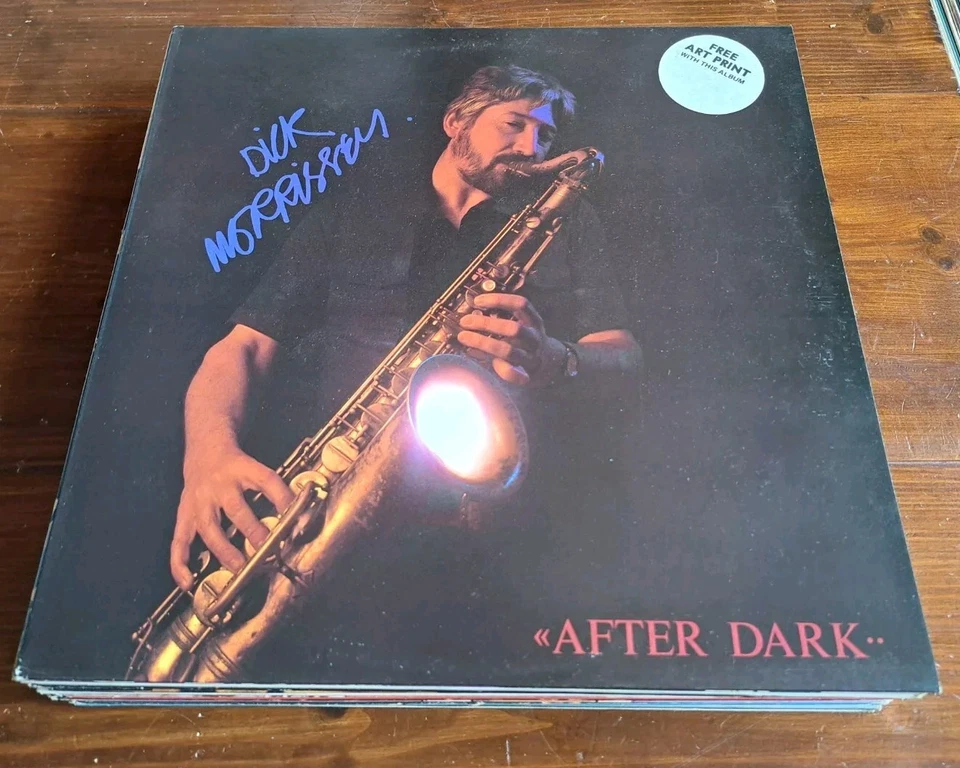 FREE
ART PRINT
WITH THIS ALBUM
DICK
MORRISSEY.
«AFTER DARK..